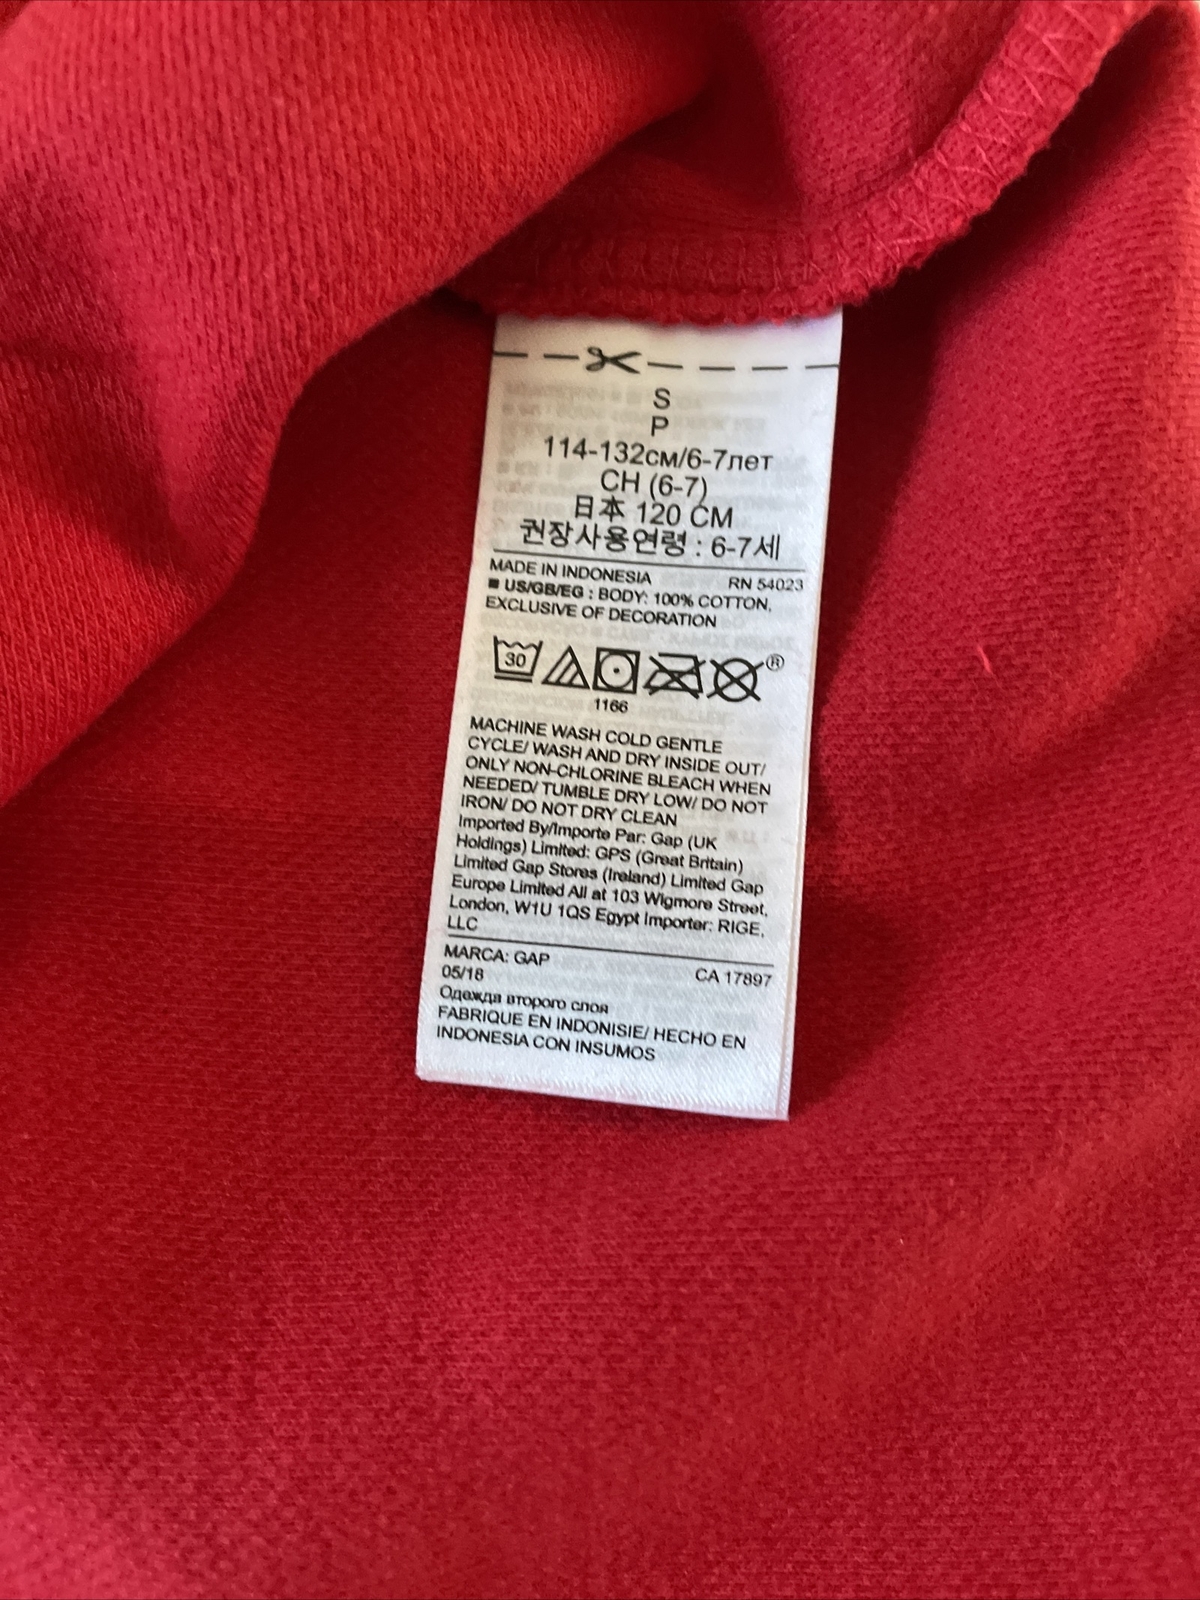 S
P
114-132см/6-7лет
CH (6-7)
日本 120 CM
권장사용연령 : 6-7세
MADE IN INDONESIA RN 54023
■ US/GB/EG : BODY: 100% COTTON,
EXCLUSIVE OF DECORATION
30
®
1166
MACHINE WASH COLD GENTLE
CYCLE/ WASH AND DRY INSIDE OUT/
ONLY NON-CHLORINE BLEACH WHEN
NEEDED/ TUMBLE DRY LOW/ DO NOT
IRON/ DO NOT DRY CLEAN
Imported By/Importe Par: Gap (UK
Holdings) Limited: GPS (Great Britain)
Limited Gap Stores (Ireland) Limited Gap
Europe Limited All at 103 Wigmore Street,
London, W1U 1QS Egypt Importer: RIGE,
LLC
MARCA: GAP CA 17897
05/18
Одежда второго слоя
FABRIQUE EN INDONISIE/ HECHO EN
INDONESIA CON INSUMOS